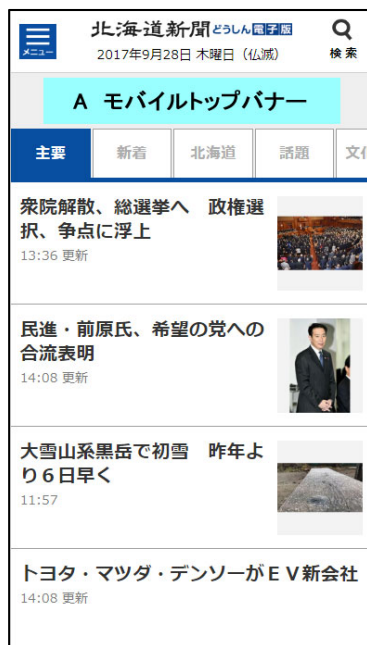 北海道新聞どうしん電子版
メニュー
検索
2017年9月28日 木曜日（仏滅）
A モバイルトップバナー
主要 新着 北海道 話題 文化
衆院解散、総選挙へ　政権選
択、争点に浮上
13:36 更新
民進・前原氏、希望の党への
合流表明
14:08 更新
大雪山系黒岳で初雪　昨年よ
り６日早く
11:57
トヨタ・マツダ・デンソーがＥＶ新会社
14:08 更新